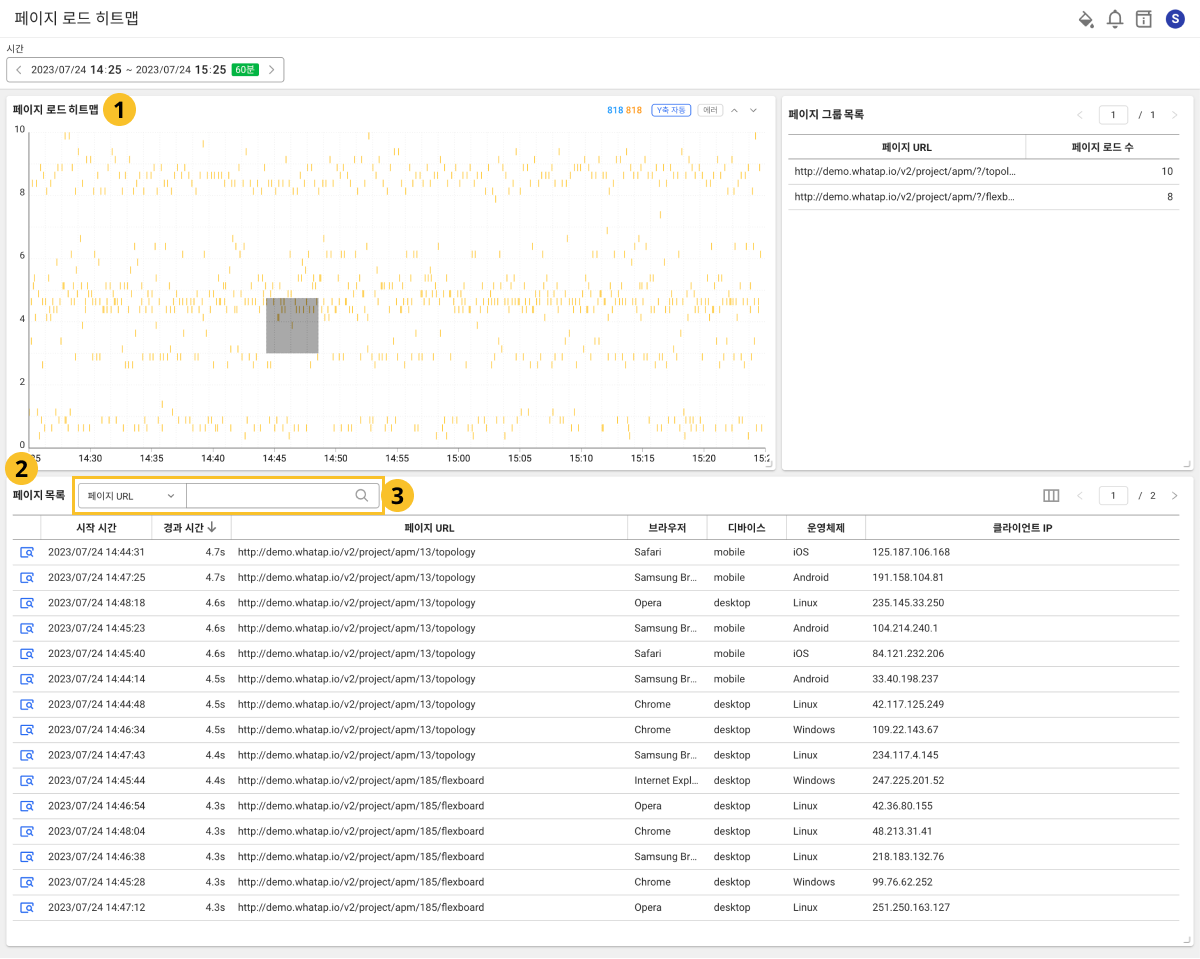 페이지 로드 히트맵
S
시간
2023/07/24 14:25 ~ 2023/07/24 15:25 60분
페이지 로드 히트맵 1
818 818 Y축 자동 에러
10
8
6
4
2
0
14:30 14:35 14:40 14:45 14:50 14:55 15:00 15:05 15:10 15:15 15:20
페이지 그룹 목록
1 / 1
페이지 URL 페이지 로드 수
http://demo.whatap.io/v2/project/apm/?/topol... 10
http://demo.whatap.io/v2/project/apm/?/flexb... 8
2
페이지 목록 페이지 URL 3
1 / 2
시작 시간 경과 시간 페이지 URL 브라우저 디바이스 운영체제 클라이언트 IP
2023/07/24 14:44:31 4.7s http://demo.whatap.io/v2/project/apm/13/topology Safari mobile iOS 125.187.106.168
2023/07/24 14:47:25 4.7s http://demo.whatap.io/v2/project/apm/13/topology Samsung Br... mobile Android 191.158.104.81
2023/07/24 14:48:18 4.6s http://demo.whatap.io/v2/project/apm/13/topology Opera desktop Linux 235.145.33.250
2023/07/24 14:45:23 4.6s http://demo.whatap.io/v2/project/apm/13/topology Samsung Br... mobile Android 104.214.240.1
2023/07/24 14:45:40 4.6s http://demo.whatap.io/v2/project/apm/13/topology Safari mobile iOS 84.121.232.206
2023/07/24 14:44:14 4.5s http://demo.whatap.io/v2/project/apm/13/topology Samsung Br... mobile Android 33.40.198.237
2023/07/24 14:44:48 4.5s http://demo.whatap.io/v2/project/apm/13/topology Chrome desktop Linux 42.117.125.249
2023/07/24 14:46:34 4.5s http://demo.whatap.io/v2/project/apm/13/topology Chrome desktop Windows 109.22.143.67
2023/07/24 14:47:43 4.4s http://demo.whatap.io/v2/project/apm/13/topology Samsung Br... desktop Linux 234.117.4.145
2023/07/24 14:45:44 4.4s http://demo.whatap.io/v2/project/apm/185/flexboard Internet Expl... desktop Windows 247.225.201.52
2023/07/24 14:46:54 4.3s http://demo.whatap.io/v2/project/apm/185/flexboard Opera desktop Linux 42.36.80.155
2023/07/24 14:48:04 4.3s http://demo.whatap.io/v2/project/apm/185/flexboard Chrome desktop Linux 48.213.31.41
2023/07/24 14:46:38 4.3s http://demo.whatap.io/v2/project/apm/185/flexboard Samsung Br... desktop Linux 218.183.132.76
2023/07/24 14:45:28 4.3s http://demo.whatap.io/v2/project/apm/185/flexboard Chrome desktop Windows 99.76.62.252
2023/07/24 14:47:12 4.3s http://demo.whatap.io/v2/project/apm/185/flexboard Opera desktop Linux 251.250.163.127